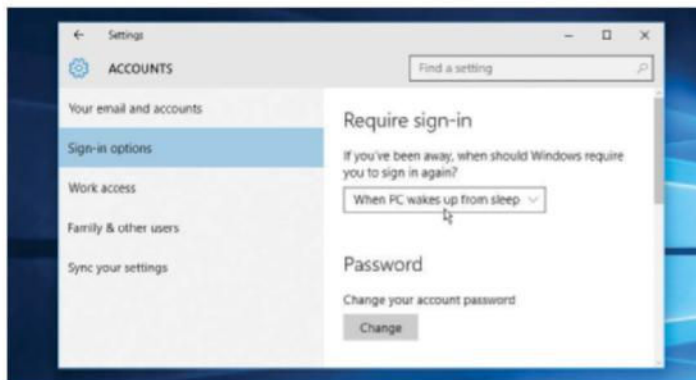 Settings
ACCOUNTS
Find a setting
Your email and accounts
Sign-in options
Work access
Family & other users
Sync your settings
Require sign-in
If you've been away, when should Windows require
you to sign in again?
When PC wakes up from sleep
Password
Change your account password
Change